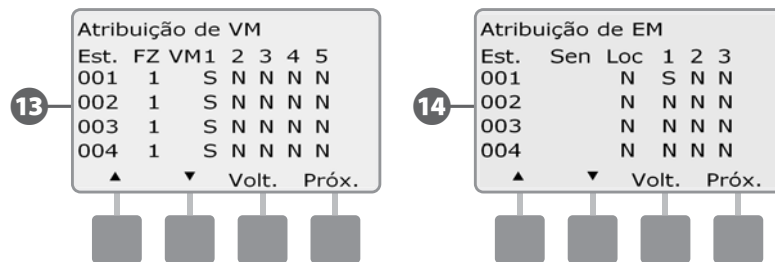 13
Atribuição de VM
Est. FZ VM1 2 3 4 5
001 1 S N N N N
002 1 S N N N N
003 1 S N N N N
004 1 S N N N N
▲ ▼ Volt. Próx.
14
Atribuição de EM
Est. Sen Loc 1 2 3
001 N S N N
002 N N N N
003 N N N N
004 N N N N
▲ ▼ Volt. Próx.